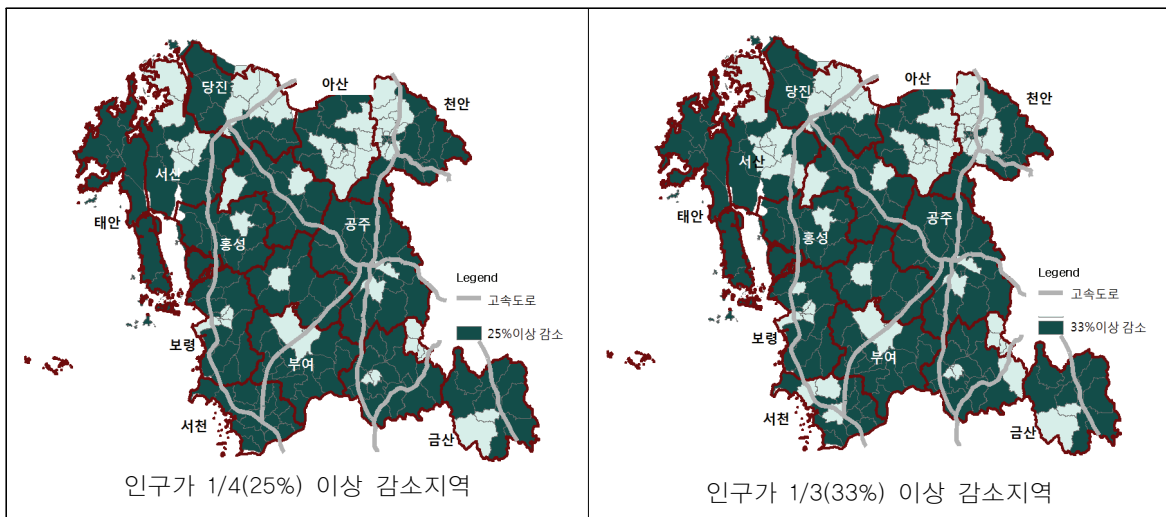 당진
아산
천안
서산
태안
홍성
공주
Legend
고속도로
25%이상 감소
보령
부여
서천
금산
인구가 1/4(25%) 이상 감소지역
당진
아산
천안
서산
태안
홍성
공주
Legend
고속도로
33%이상 감소
보령
부여
서천
금산
인구가 1/3(33%) 이상 감소지역